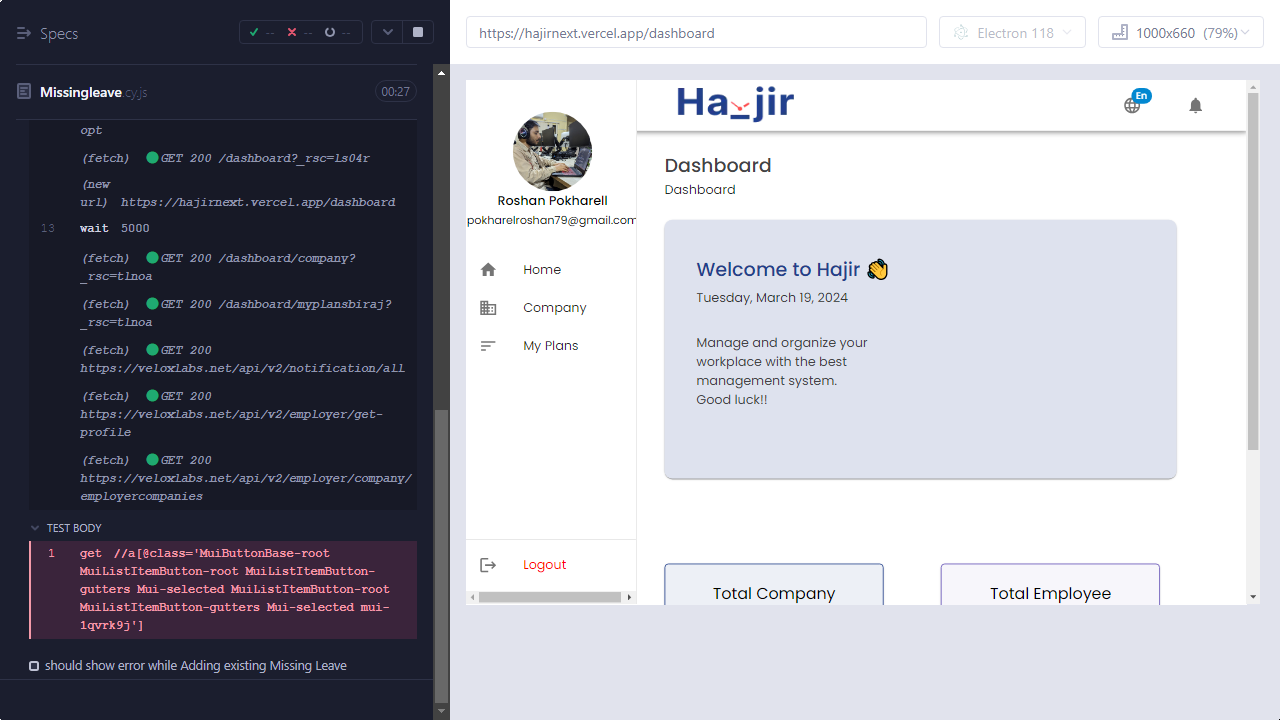 Specs
--
--
--
Missingleave.cy.js
00:27
opt
(fetch) GET 200 /dashboard?_rsc=ls04r
(new
url) https://hajirnext.vercel.app/dashboard
13 wait 5000
(fetch) GET 200 /dashboard/company?
_rsc=tlnoa
(fetch) GET 200 /dashboard/myplansbiraj?
_rsc=tlnoa
(fetch) GET 200
https://veloxlabs.net/api/v2/notification/all
(fetch) GET 200
https://veloxlabs.net/api/v2/employer/get-
profile
(fetch) GET 200
https://veloxlabs.net/api/v2/employer/company/
employercompanies
TEST BODY
1 get //a[@class='MuiButtonBase-root
MuiListItemButton-root MuiListItemButton-
gutters Mui-selected MuiListItemButton-root
MuiListItemButton-gutters Mui-selected mui-
1qvrk9j']
should show error while Adding existing Missing Leave
https://hajirnext.vercel.app/dashboard
Electron 118
1000x660 (79%)
Roshan Pokharell
pokharelroshan79@gmail.com
Home
Company
My Plans
Logout
Hajir
En
Dashboard
Dashboard
Welcome to Hajir 👋
Tuesday, March 19, 2024
Manage and organize your
workplace with the best
management system.
Good luck!!
Total Company
Total Employee